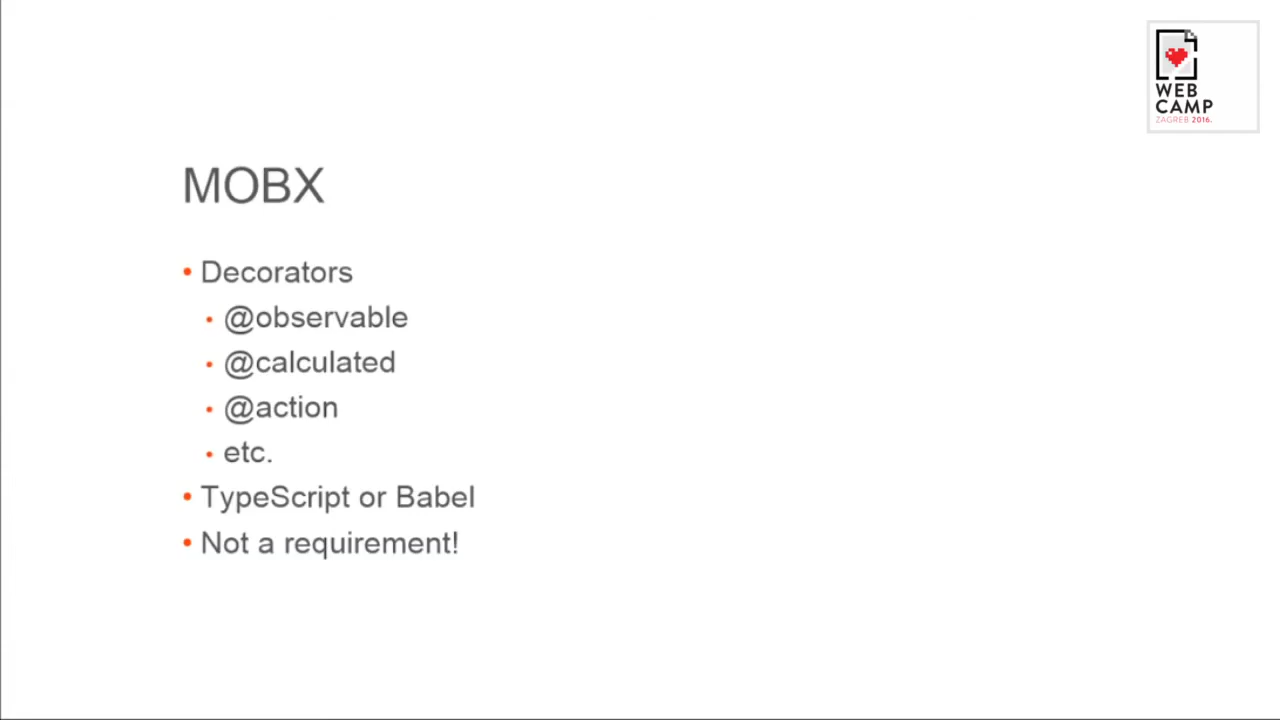 WEB
CAMP
ZAGREB 2016.
MOBX
• Decorators
• @observable
• @calculated
• @action
• etc.
• TypeScript or Babel
• Not a requirement!